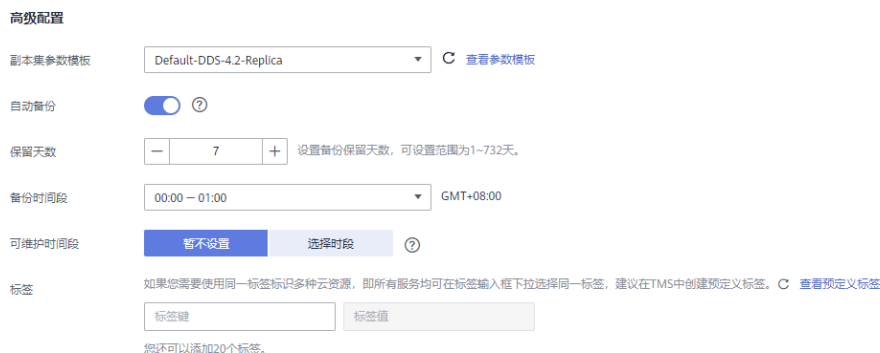 高级配置
副本集参数模板 Default-DDS-4.2-Replica 查看参数模板
自动备份 ?
保留天数 — 7 + 设置备份保留天数，可设置范围为1~732天。
备份时间段 00:00 — 01:00 GMT+08:00
可维护时间段 暂不设置 选择时段 ?
标签 如果您需要使用同一标签标识多种云资源，即所有服务均可在标签输入框下拉选择同一标签，建议在TMS中创建预定义标签。 查看预定义标签
标签键 标签值
您还可以添加20个标签。